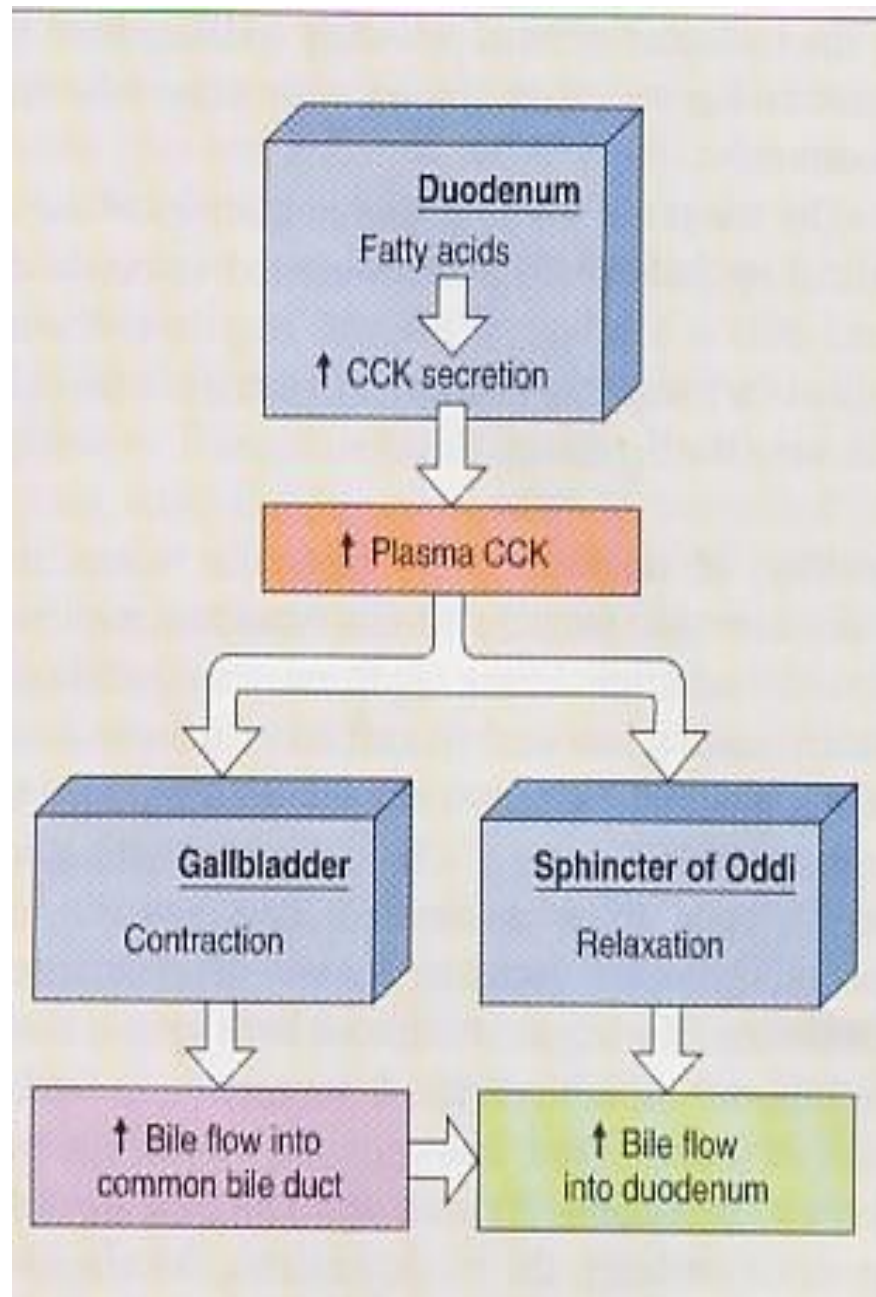 Duodenum
Fatty acids
↑ CCK secretion
↑ Plasma CCK
Gallbladder
Contraction
Sphincter of Oddi
Relaxation
↑ Bile flow into
common bile duct
↑ Bile flow
into duodenum